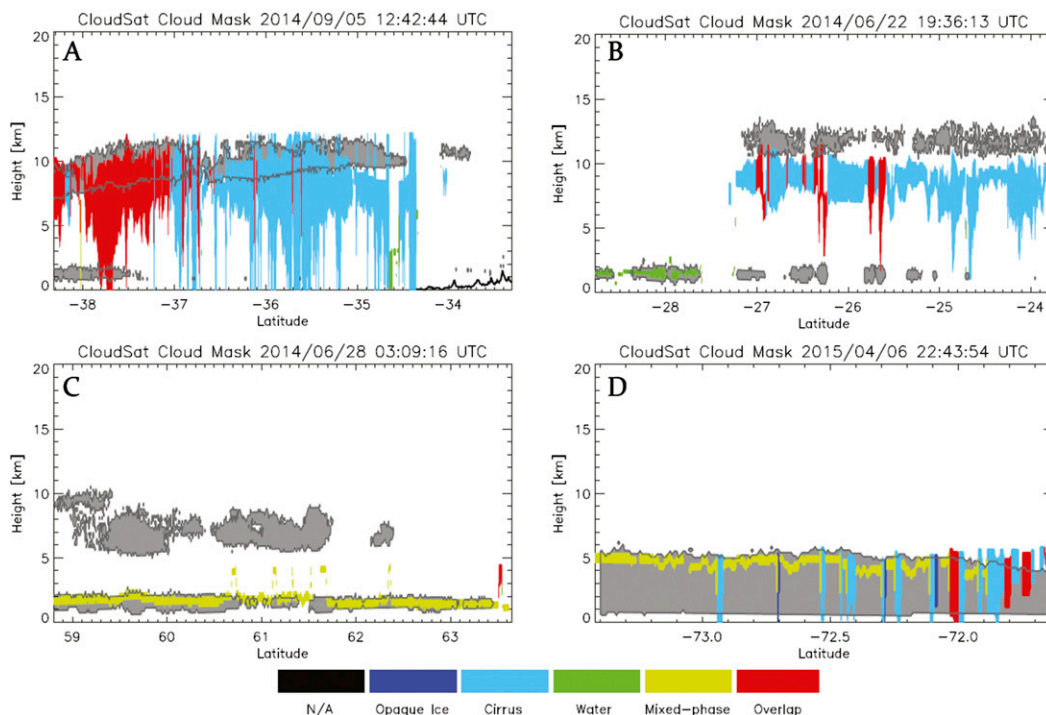 CloudSat Cloud Mask 2014/09/05 12:42:44 UTC
A
20
15
10
5
0
Height [km]
-38 -37 -36 -35 -34
Latitude
CloudSat Cloud Mask 2014/06/22 19:36:13 UTC
B
20
15
10
5
0
Height [km]
-28 -27 -26 -25 -24
Latitude
CloudSat Cloud Mask 2014/06/28 03:09:16 UTC
C
20
15
10
5
0
Height [km]
59 60 61 62 63
Latitude
CloudSat Cloud Mask 2015/04/06 22:43:54 UTC
D
20
15
10
5
0
Height [km]
-73.0 -72.5 -72.0
Latitude
N/A Opaque Ice Cirrus Water Mixed-phase Overlap